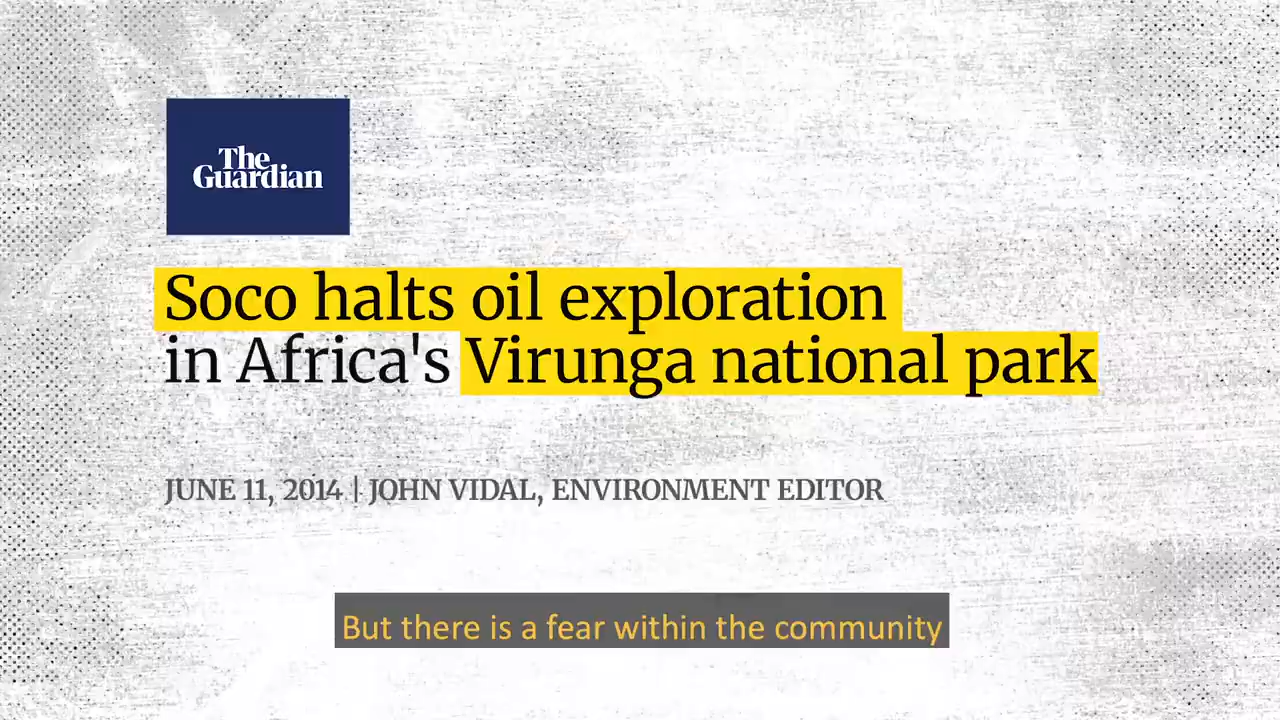 The
Guardian
Soco halts oil exploration
in Africa's Virunga national park
JUNE 11, 2014 | JOHN VIDAL, ENVIRONMENT EDITOR
But there is a fear within the community